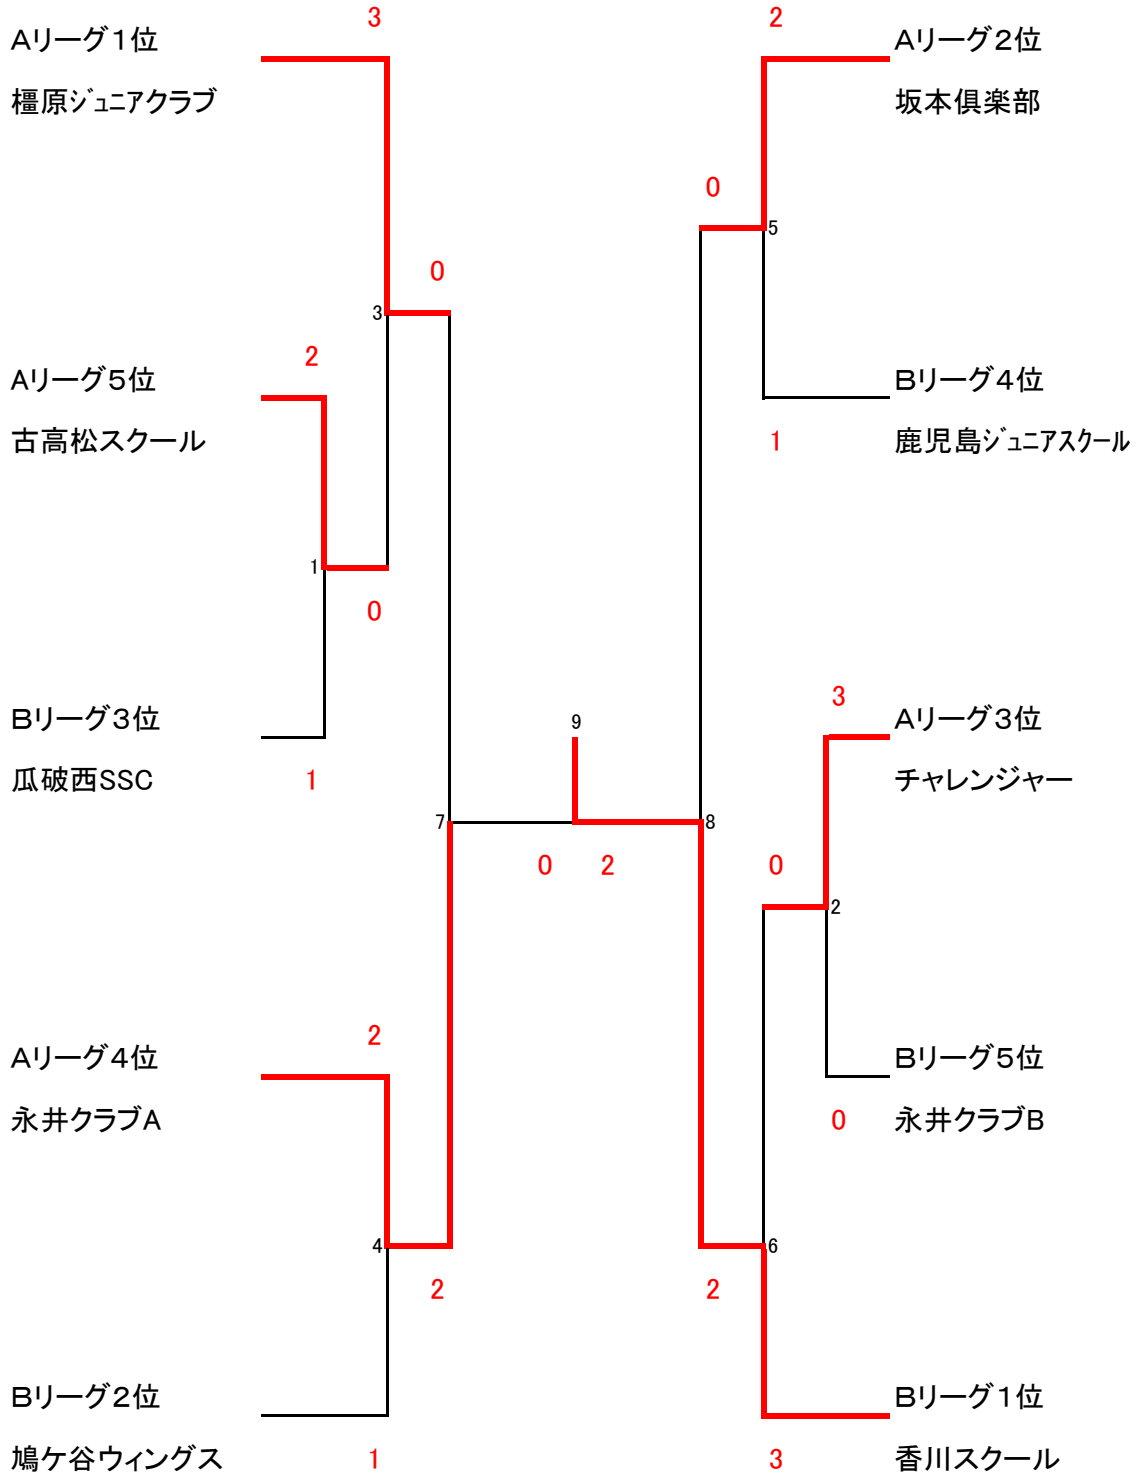 3
2
Aリーグ1位
Aリーグ2位
橿原ｼﾞｭﾆｱクラブ
坂本倶楽部
0
5
0
3
2
Aリーグ5位
Bリーグ4位
古高松スクール
1
鹿児島ｼﾞｭﾆｱｽｸｰﾙ
1
0
3
Bリーグ3位
9
Aリーグ3位
瓜破西SSC
1
チャレンジャー
7
8
0
2
0
2
2
Aリーグ4位
Bリーグ5位
永井クラブA
0
永井クラブB
4
6
2
2
Bリーグ2位
Bリーグ1位
鳩ケ谷ウィングス
1
3
香川スクール